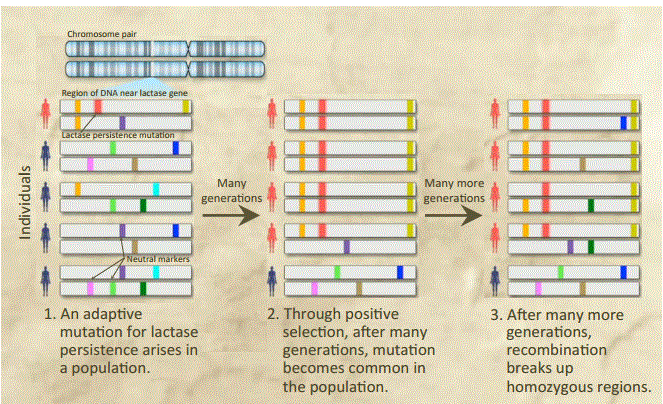 Chromosome pair
Region of DNA near lactase gene
Lactase persistence mutation
Individuals
Neutral markers
Many
generations
Many more
generations
1. An adaptive
mutation for lactase
persistence arises in
a population.
2. Through positive
selection, after many
generations, mutation
becomes common in
the population.
3. After many more
generations,
recombination
breaks up
homozygous regions.